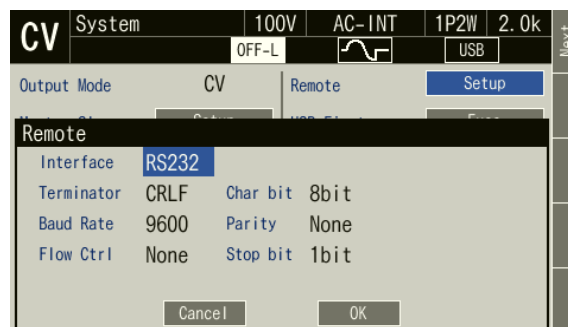 CV System 100V AC-INT 1P2W 2.0k Next
OFF-L USB
Output Mode CV Remote Setup
Remote
Interface RS232
Terminator CRLF Char bit 8bit
Baud Rate 9600 Parity None
Flow Ctrl None Stop bit 1bit
Cancel OK